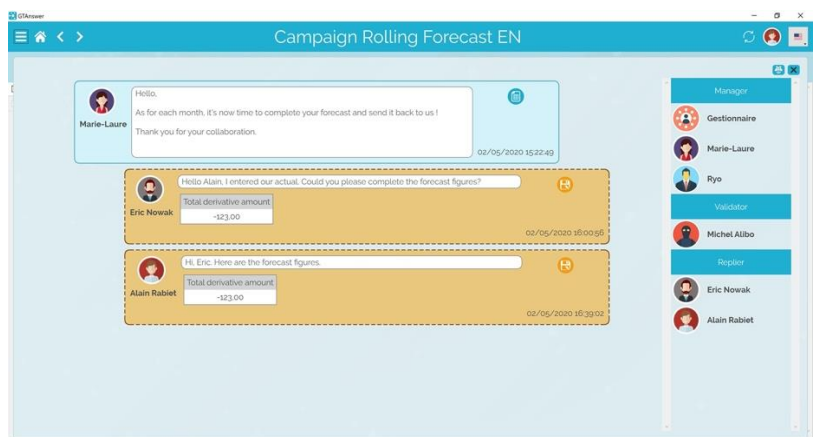 GTAnswer
Campaign Rolling Forecast EN
Hello,
As for each month, it's now time to complete your forecast and send it back to us !
Thank you for your collaboration.
Marie-Laure
02/05/2020 15:22:49
Hello Alain, I entered our actual. Could you please complete the forecast figures?
Total derivative amount
-123.00
Eric Nowak
02/05/2020 16:00:56
Hi, Eric. Here are the forecast figures.
Total derivative amount
-123.00
Alain Rabiet
02/05/2020 16:39:02
Manager
Gestionnaire
Marie-Laure
Ryo
Validator
Michel Alibo
Replier
Eric Nowak
Alain Rabiet